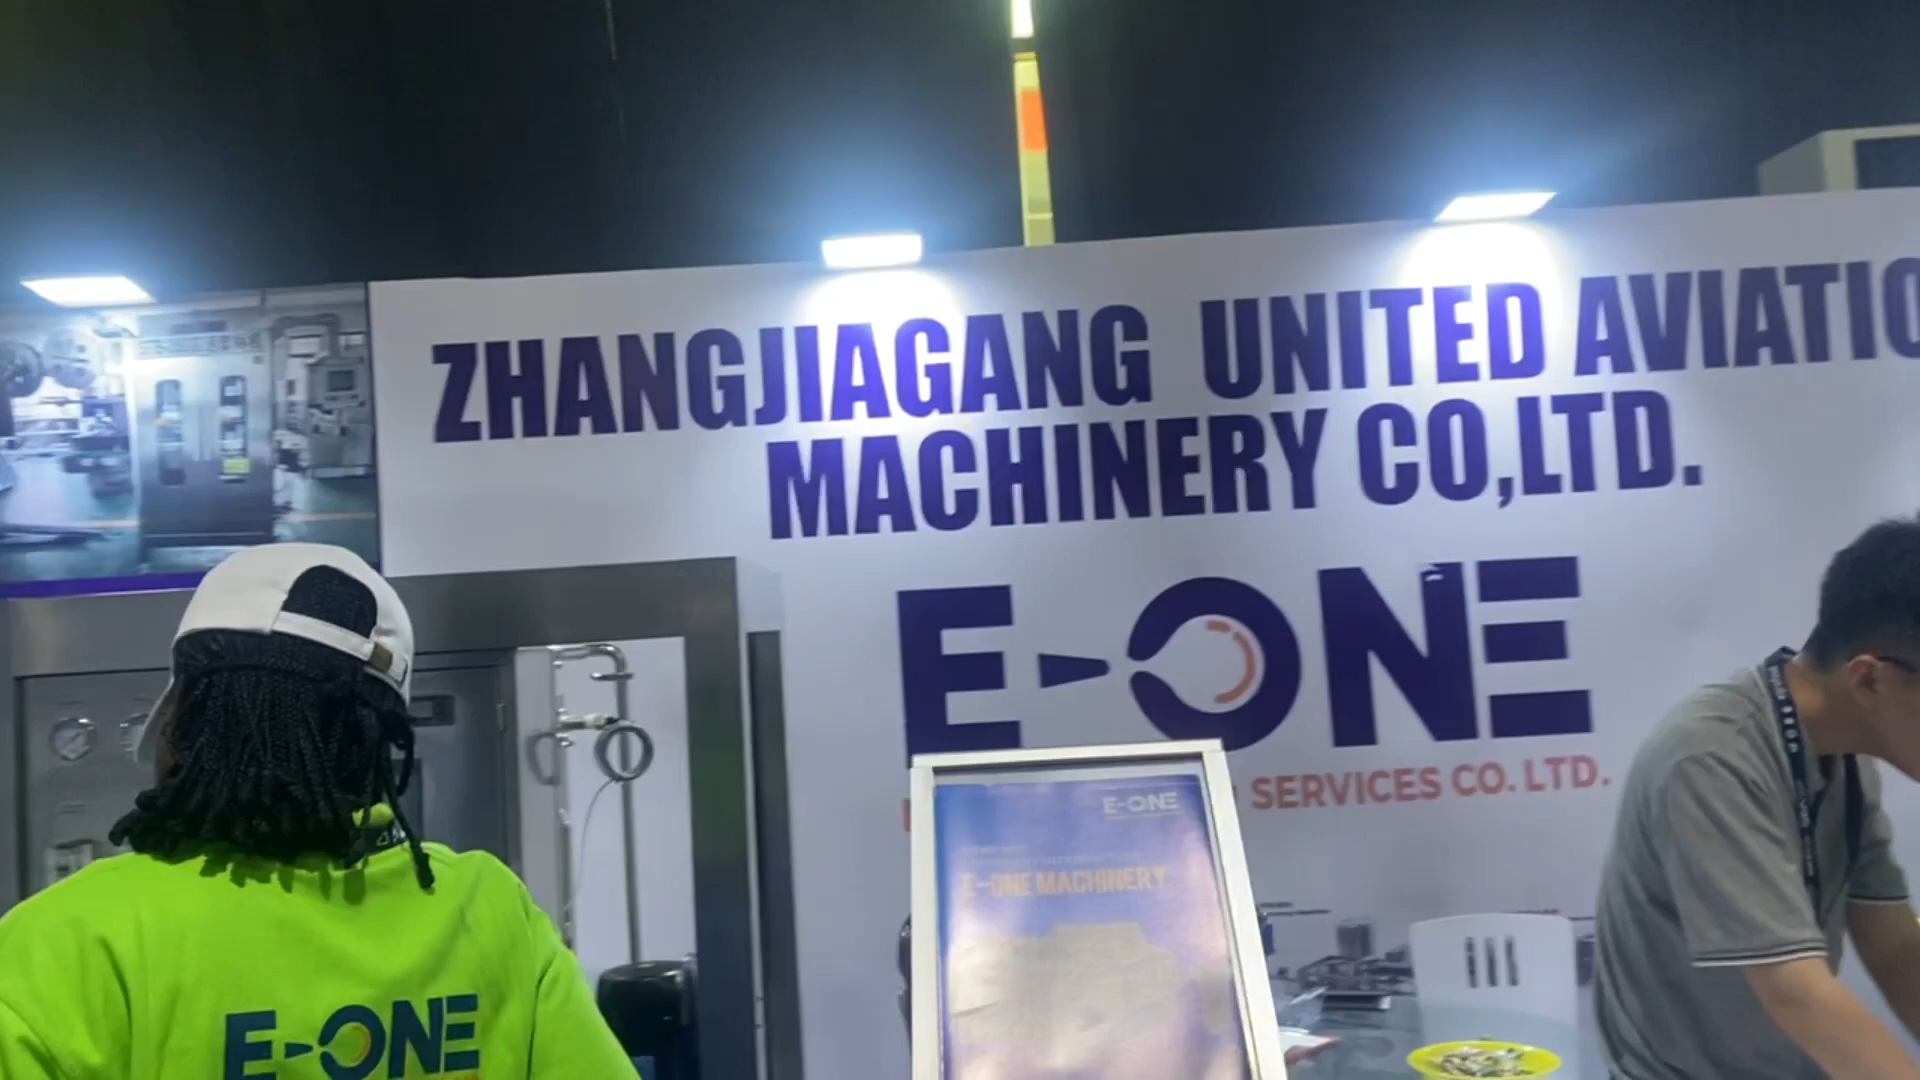 ZHANGJIAGANG UNITED AVIATIO
MACHINERY CO,LTD.
E-ONE
SERVICES CO. LTD.
E-ONE
E-ONE MACHINERY
E-ONE